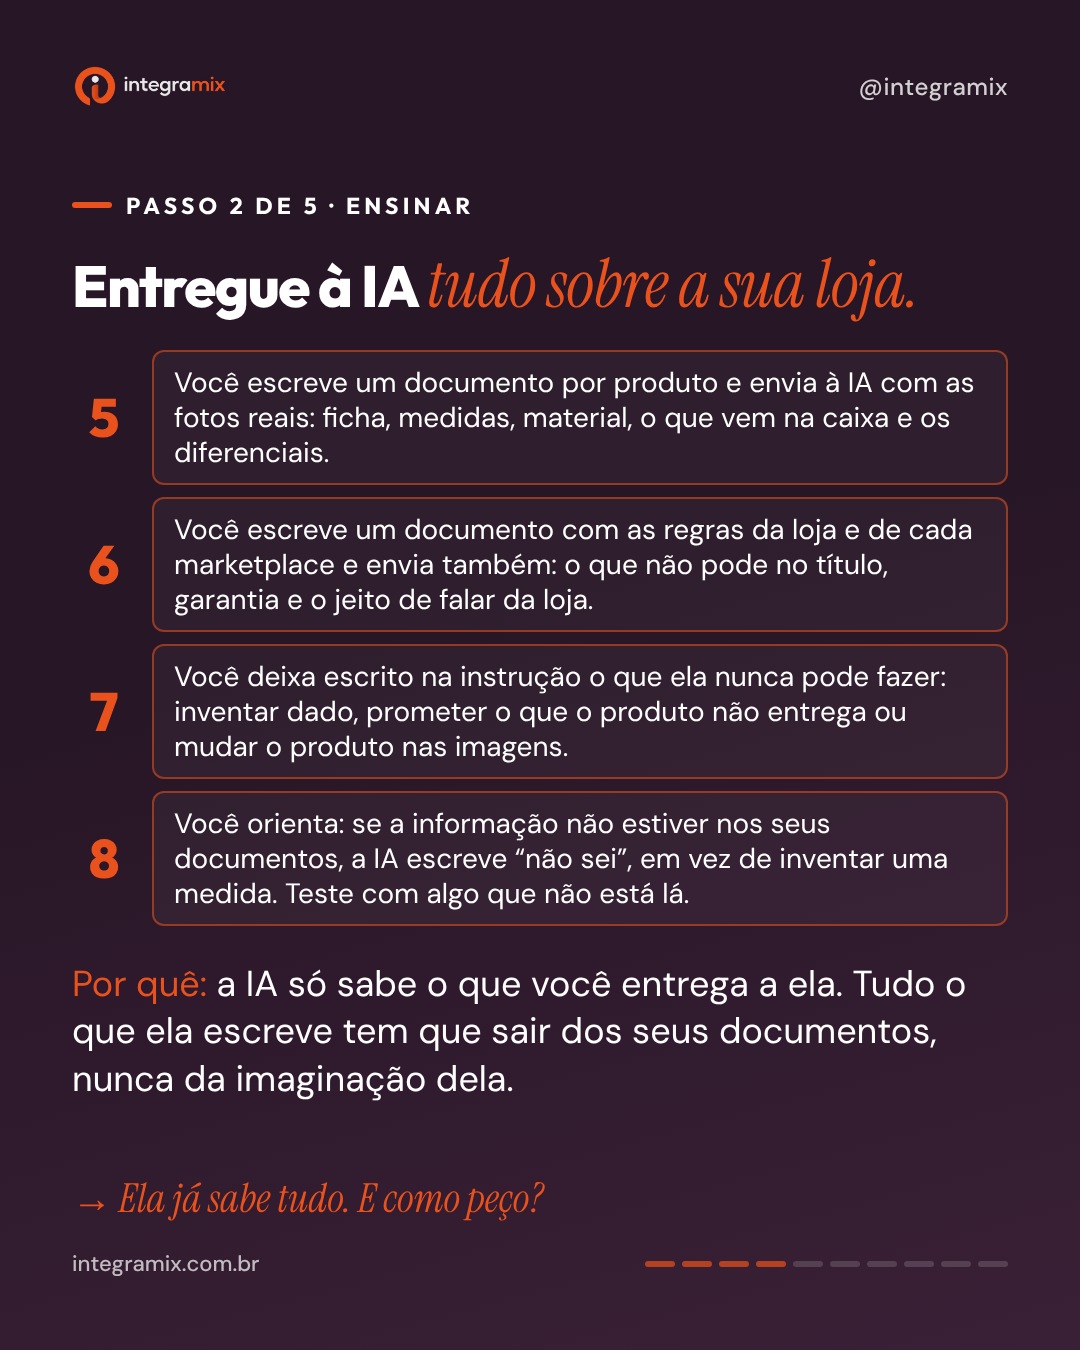 integramix
@integramix
PASSO 2 DE 5 · ENSINAR
Entregue à IA tudo sobre a sua loja.
5
Você escreve um documento por produto e envia à IA com as
fotos reais: ficha, medidas, material, o que vem na caixa e os
diferenciais.
6
Você escreve um documento com as regras da loja e de cada
marketplace e envia também: o que não pode no título,
garantia e o jeito de falar da loja.
7
Você deixa escrito na instrução o que ela nunca pode fazer:
inventar dado, prometer o que o produto não entrega ou
mudar o produto nas imagens.
8
Você orienta: se a informação não estiver nos seus
documentos, a IA escreve “não sei”, em vez de inventar uma
medida. Teste com algo que não está lá.
Por quê: a IA só sabe o que você entrega a ela. Tudo o
que ela escreve tem que sair dos seus documentos,
nunca da imaginação dela.
→ Ela já sabe tudo. E como peço?
integramix.com.br